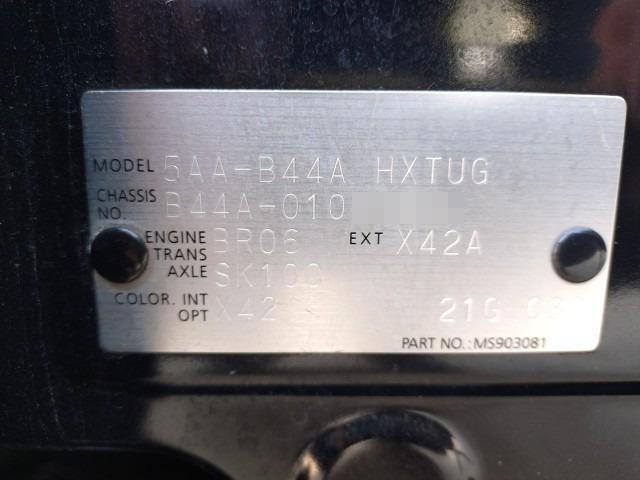 MODEL 5AA-B44A HXTUG
CHASSIS NO. B44A-010
ENGINE BR06 EXT X42A
TRANS AXLE SK100
COLOR. INT X42
OPT 21G
PART NO.:MS903081